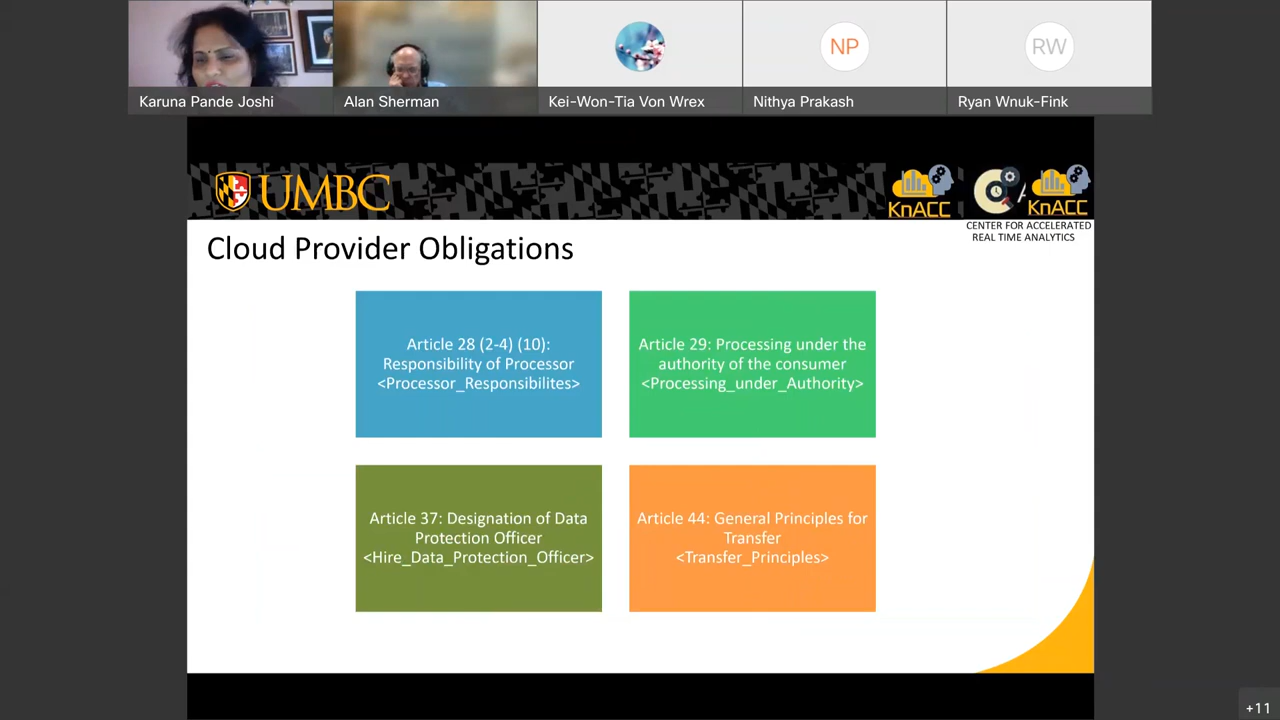 NP
RW
Karuna Pande Joshi
Alan Sherman
Kei-Won-Tia Von Wrex
Nithya Prakash
Ryan Wnuk-Fink
UMBC
KnACC
KnACC
CENTER FOR ACCELERATED
REAL TIME ANALYTICS
Cloud Provider Obligations
Article 28 (2-4) (10):
Responsibility of Processor
<Processor_Responsibilites>
Article 29: Processing under the
authority of the consumer
<Processing_under_Authority>
Article 37: Designation of Data
Protection Officer
<Hire_Data_Protection_Officer>
Article 44: General Principles for
Transfer
<Transfer_Principles>
+11